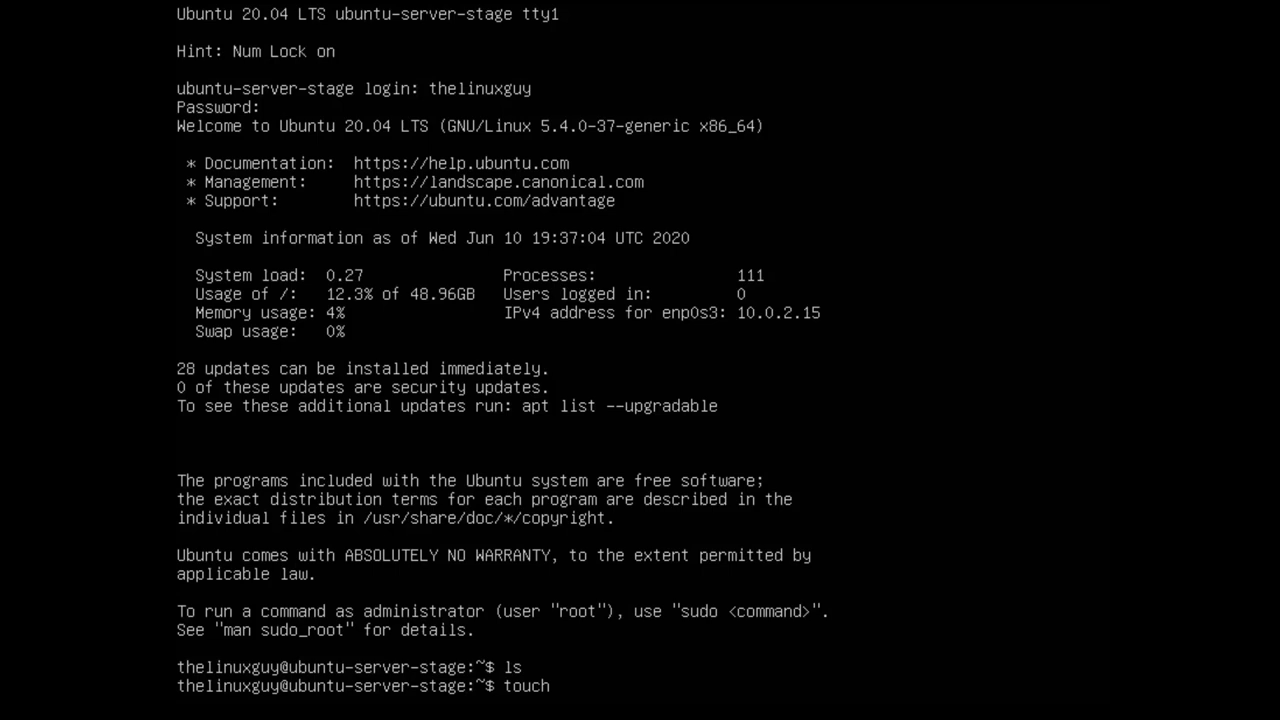 Ubuntu 20.04 LTS ubuntu-server-stage tty1
Hint: Num Lock on
ubuntu-server-stage login: thelinuxguy
Password:
Welcome to Ubuntu 20.04 LTS (GNU/Linux 5.4.0-37-generic x86_64)
* Documentation:  https://help.ubuntu.com
* Management:     https://landscape.canonical.com
* Support:        https://ubuntu.com/advantage
System information as of Wed Jun 10 19:37:04 UTC 2020
System load:  0.27               Processes:               111
Usage of /:   12.3% of 48.96GB   Users logged in:         0
Memory usage: 4%                 IPv4 address for enp0s3: 10.0.2.15
Swap usage:   0%
28 updates can be installed immediately.
0 of these updates are security updates.
To see these additional updates run: apt list --upgradable
The programs included with the Ubuntu system are free software;
the exact distribution terms for each program are described in the
individual files in /usr/share/doc/*/copyright.
Ubuntu comes with ABSOLUTELY NO WARRANTY, to the extent permitted by
applicable law.
To run a command as administrator (user "root"), use "sudo <command>".
See "man sudo_root" for details.
thelinuxguy@ubuntu-server-stage:~$ ls
thelinuxguy@ubuntu-server-stage:~$ touch